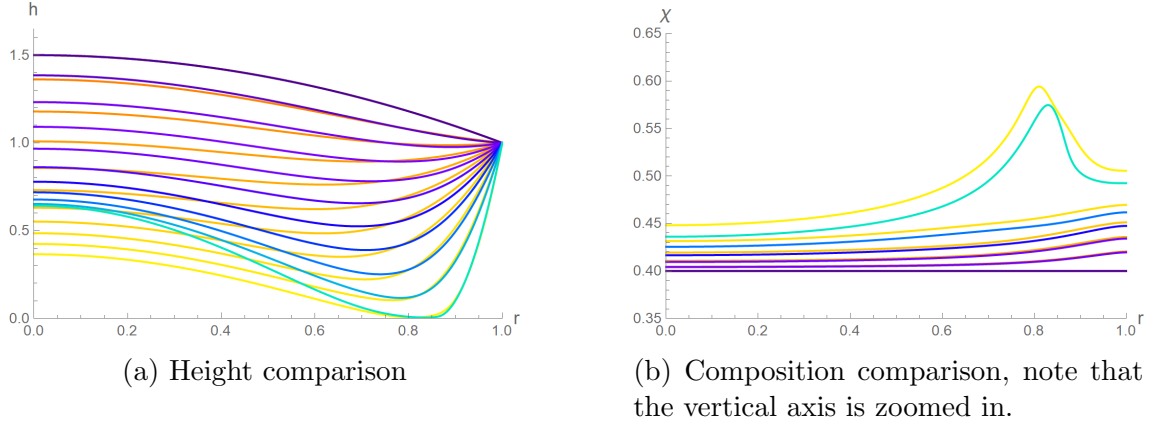 h
1.5
1.0
0.5
0.0
0.0 0.2 0.4 0.6 0.8 1.0 r
(a) Height comparison
χ
0.65
0.60
0.55
0.50
0.45
0.40
0.35
0.0 0.2 0.4 0.6 0.8 1.0 r
(b) Composition comparison, note that
the vertical axis is zoomed in.